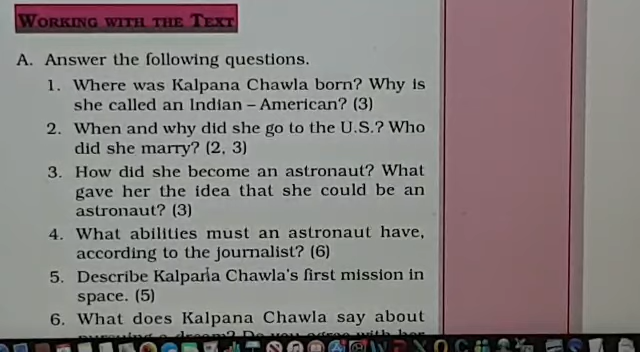 WORKING WITH THE TEXT
A. Answer the following questions.
1. Where was Kalpana Chawla born? Why is
she called an Indian – American? (3)
2. When and why did she go to the U.S.? Who
did she marry? (2, 3)
3. How did she become an astronaut? What
gave her the idea that she could be an
astronaut? (3)
4. What abilities must an astronaut have,
according to the journalist? (6)
5. Describe Kalpana Chawla's first mission in
space. (5)
6. What does Kalpana Chawla say about